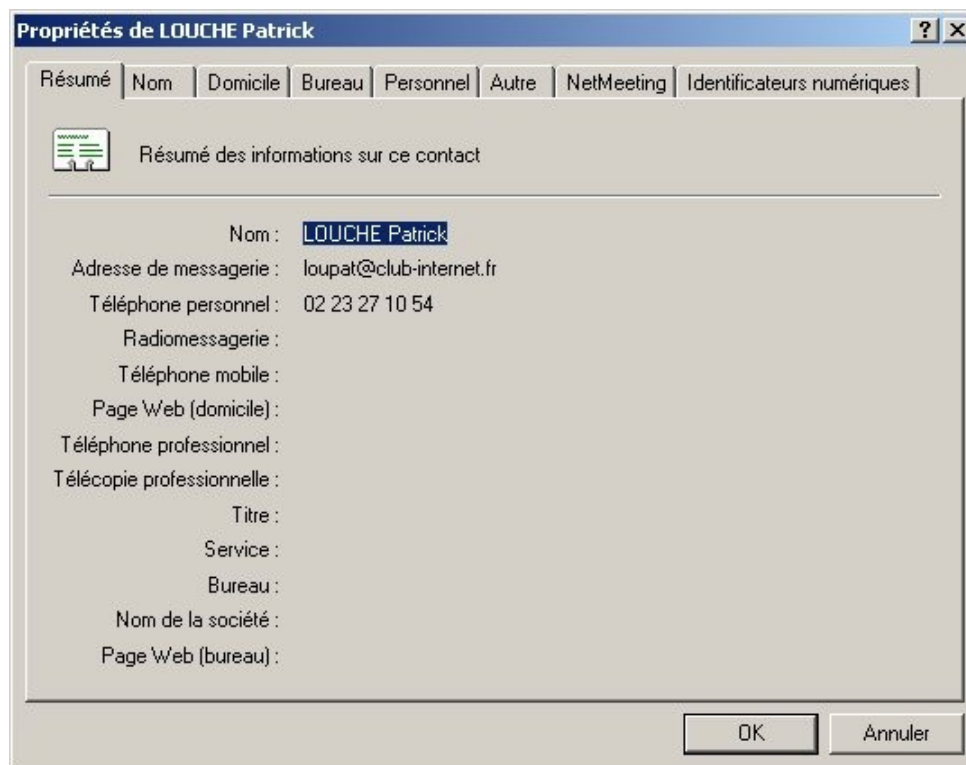 Propriétés de LOUCHE Patrick
Résumé Nom Domicile Bureau Personnel Autre NetMeeting Identificateurs numériques
Résumé des informations sur ce contact
Nom : LOUCHE Patrick
Adresse de messagerie : loupat@club-internet.fr
Téléphone personnel : 02 23 27 10 54
Radiomessagerie :
Téléphone mobile :
Page Web (domicile) :
Téléphone professionnel :
Télécopie professionnelle :
Titre :
Service :
Bureau :
Nom de la société :
Page Web (bureau) :
OK Annuler